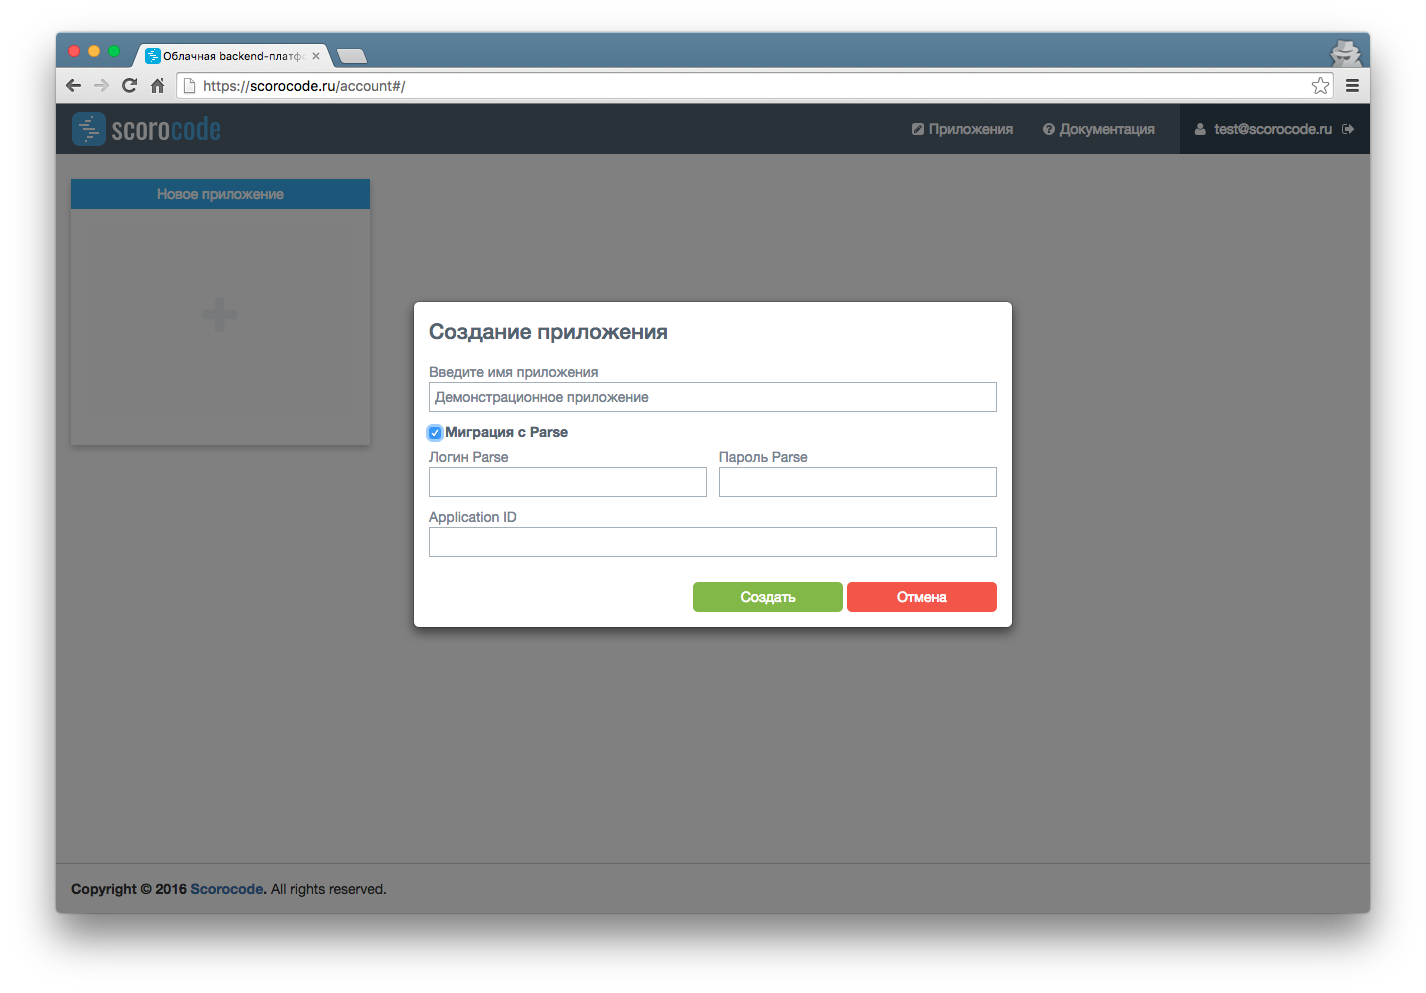 Облачная backend-платф
https://scorocode.ru/account#/
scorocode
Приложения
Документация
test@scorocode.ru
Новое приложение
Создание приложения
Введите имя приложения
Демонстрационное приложение
Миграция с Parse
Логин Parse
Пароль Parse
Application ID
Создать
Отмена
Copyright © 2016 Scorocode. All rights reserved.